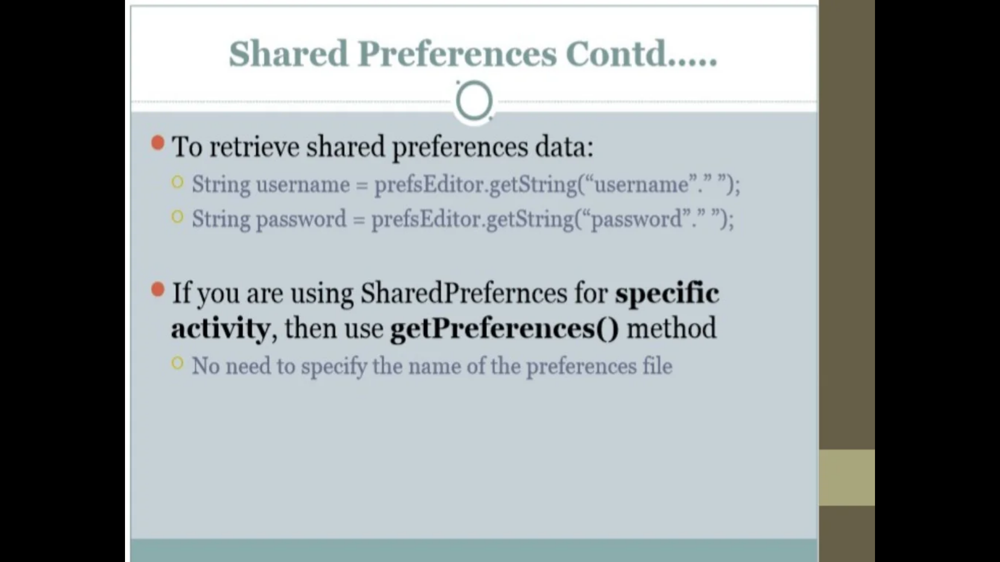 Shared Preferences Contd.....
To retrieve shared preferences data:
String username = prefsEditor.getString(“username”.” ”);
String password = prefsEditor.getString(“password”.” ”);
If you are using SharedPrefernces for specific
activity, then use getPreferences() method
No need to specify the name of the preferences file